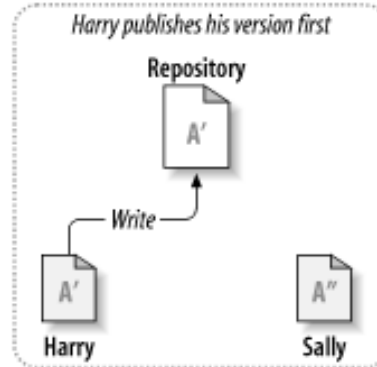 Harry publishes his version first
Repository
A′
Write
A′
A″
Harry
Sally